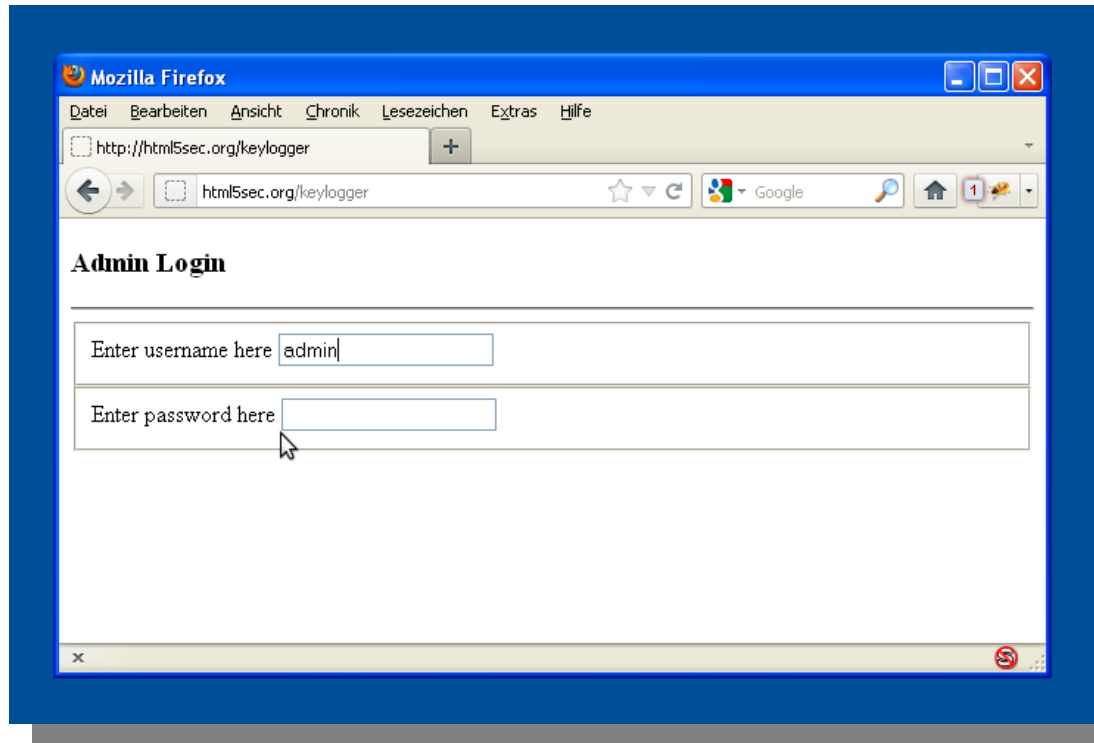 Mozilla Firefox
Datei Bearbeiten Ansicht Chronik Lesezeichen Extras Hilfe
http://html5sec.org/keylogger
html5sec.org/keylogger Google 1
Admin Login
Enter username here admin
Enter password here